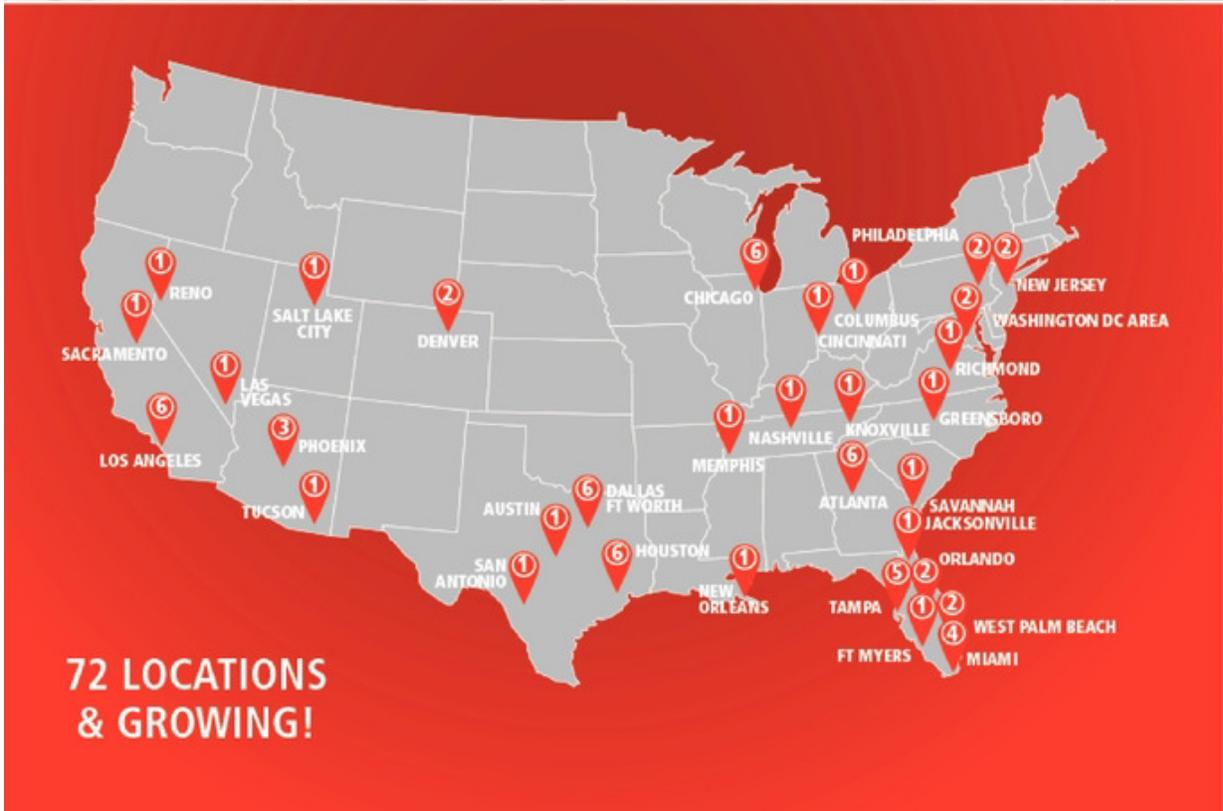 1
RENO
1
SACRAMENTO
1
SALT LAKE
CITY
2
DENVER
1
LAS
VEGAS
6
LOS ANGELES
3
PHOENIX
1
TUCSON
6
CHICAGO
PHILADELPHIA
2
2
NEW JERSEY
1
COLUMBUS
1
CINCINNATI
2
WASHINGTON DC AREA
1
RICHMOND
1
GREENSBORO
1
KNOXVILLE
1
NASHVILLE
1
MEMPHIS
6
ATLANTA
1
SAVANNAH
1
JACKSONVILLE
6
DALLAS
FT WORTH
AUSTIN
1
SAN
ANTONIO
1
6
HOUSTON
1
NEW
ORLEANS
2
ORLANDO
5
TAMPA
1
FT MYERS
2
WEST PALM BEACH
4
MIAMI
72 LOCATIONS
& GROWING!